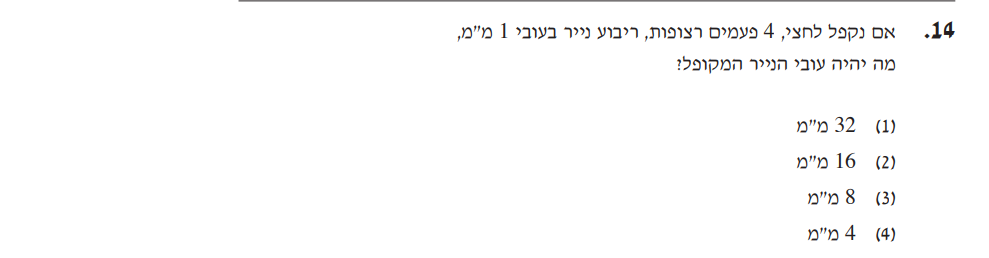 14. אם נקפל לחצי, 4 פעמים רצופות, ריבוע נייר בעובי 1 מ"מ,
מה יהיה עובי הנייר המקופל?
(1) 32 מ"מ
(2) 16 מ"מ
(3) 8 מ"מ
(4) 4 מ"מ